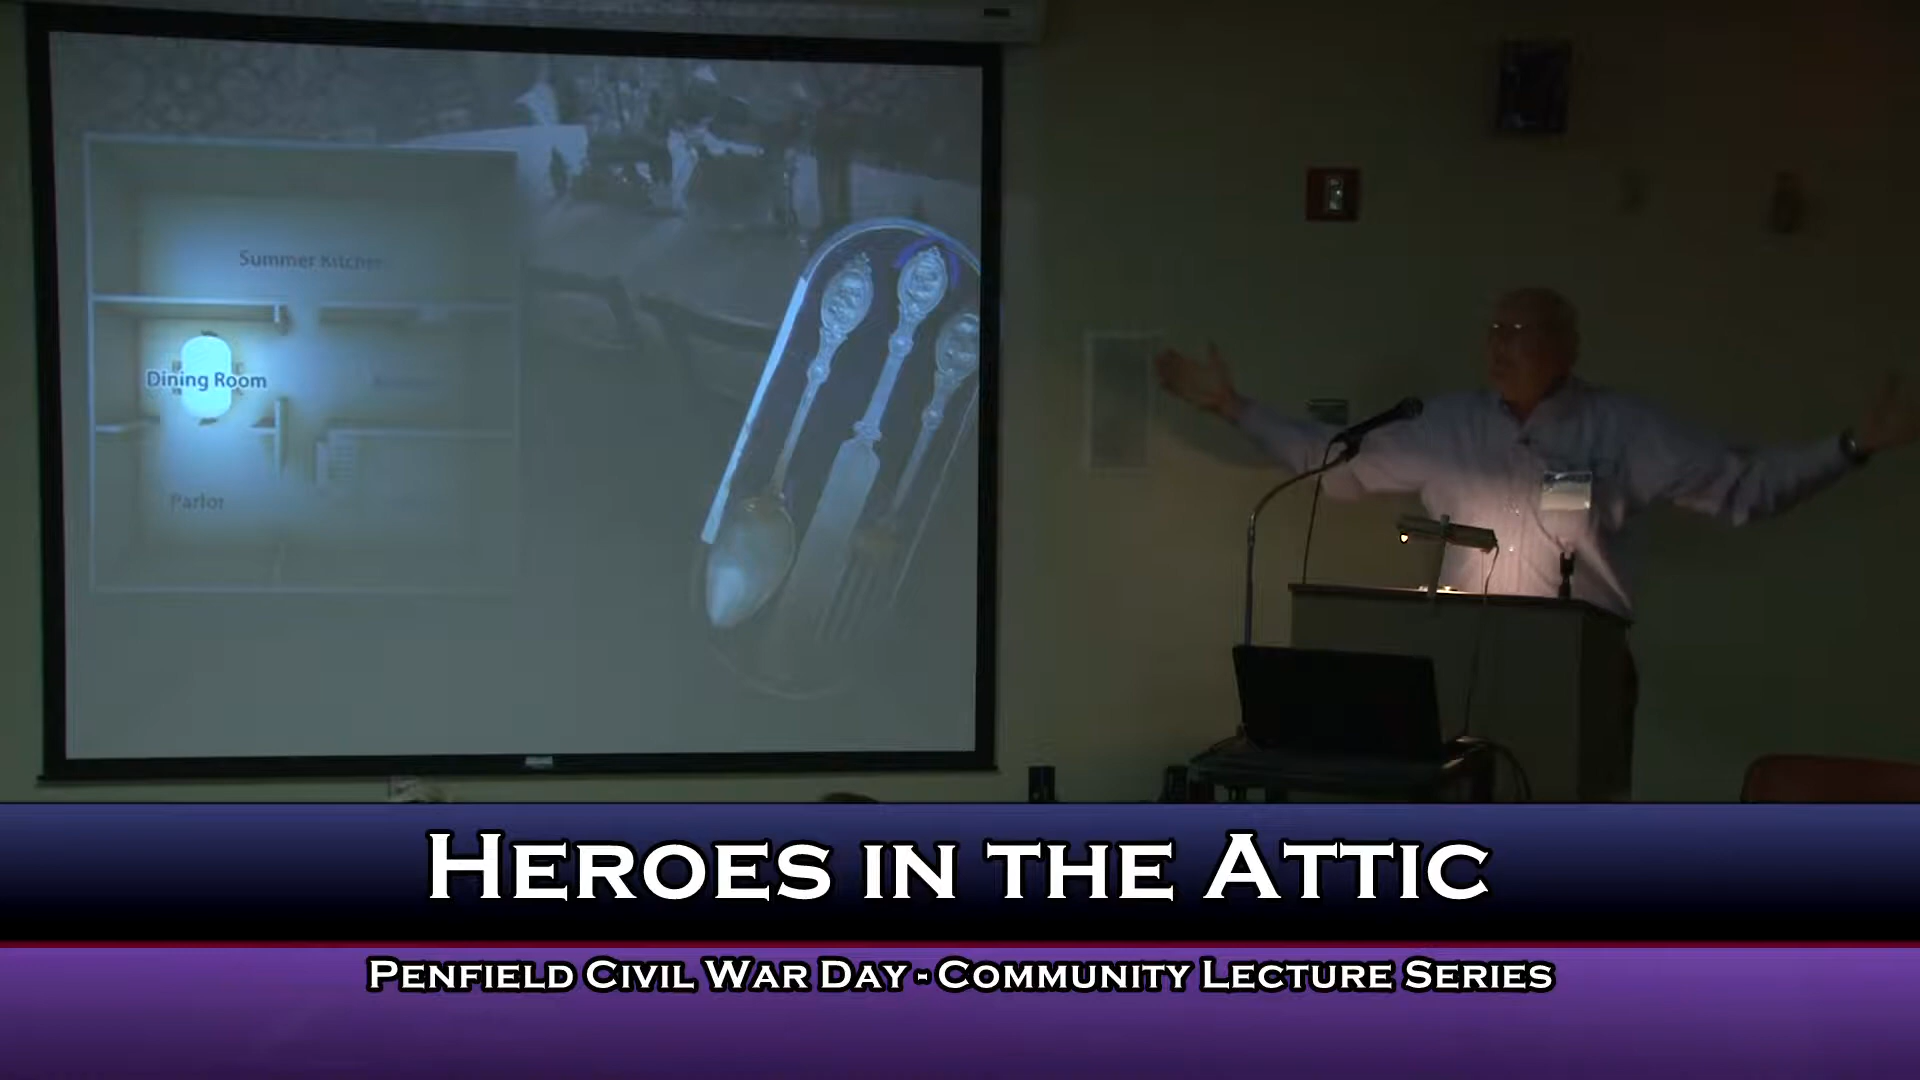 Summer Kitchen
Dining Room
Parlor
HEROES IN THE ATTIC
PENFIELD CIVIL WAR DAY - COMMUNITY LECTURE SERIES